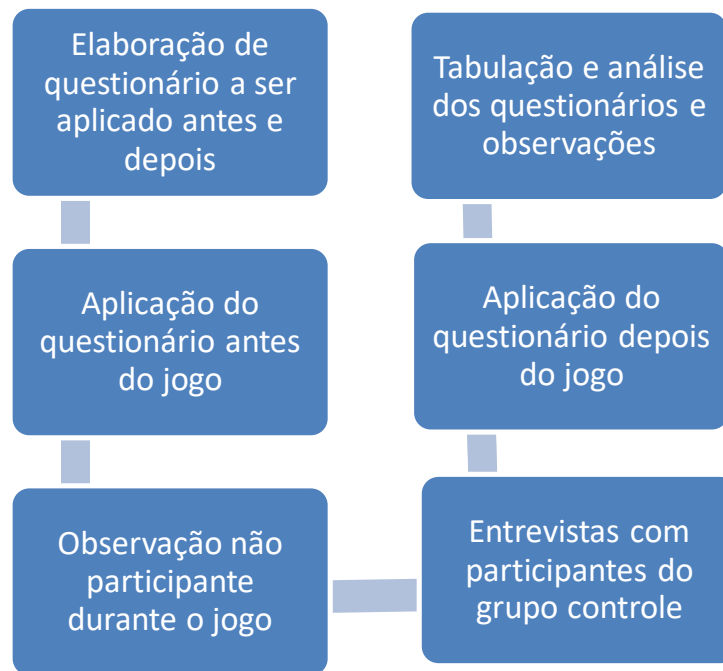 Elaboração de
questionário a ser
aplicado antes e
depois
Aplicação do
questionário antes
do jogo
Observação não
participante
durante o jogo
Entrevistas com
participantes do
grupo controle
Aplicação do
questionário depois
do jogo
Tabulação e análise
dos questionários e
observações